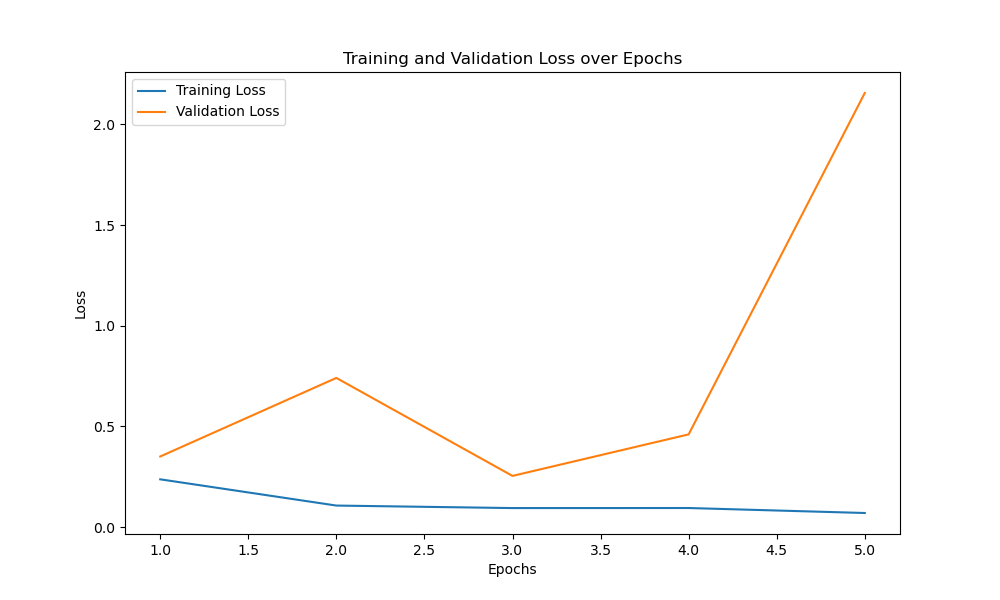 Training and Validation Loss over Epochs
Training Loss
Validation Loss
2.0
1.5
1.0
0.5
0.0
Loss
1.0 1.5 2.0 2.5 3.0 3.5 4.0 4.5 5.0
Epochs